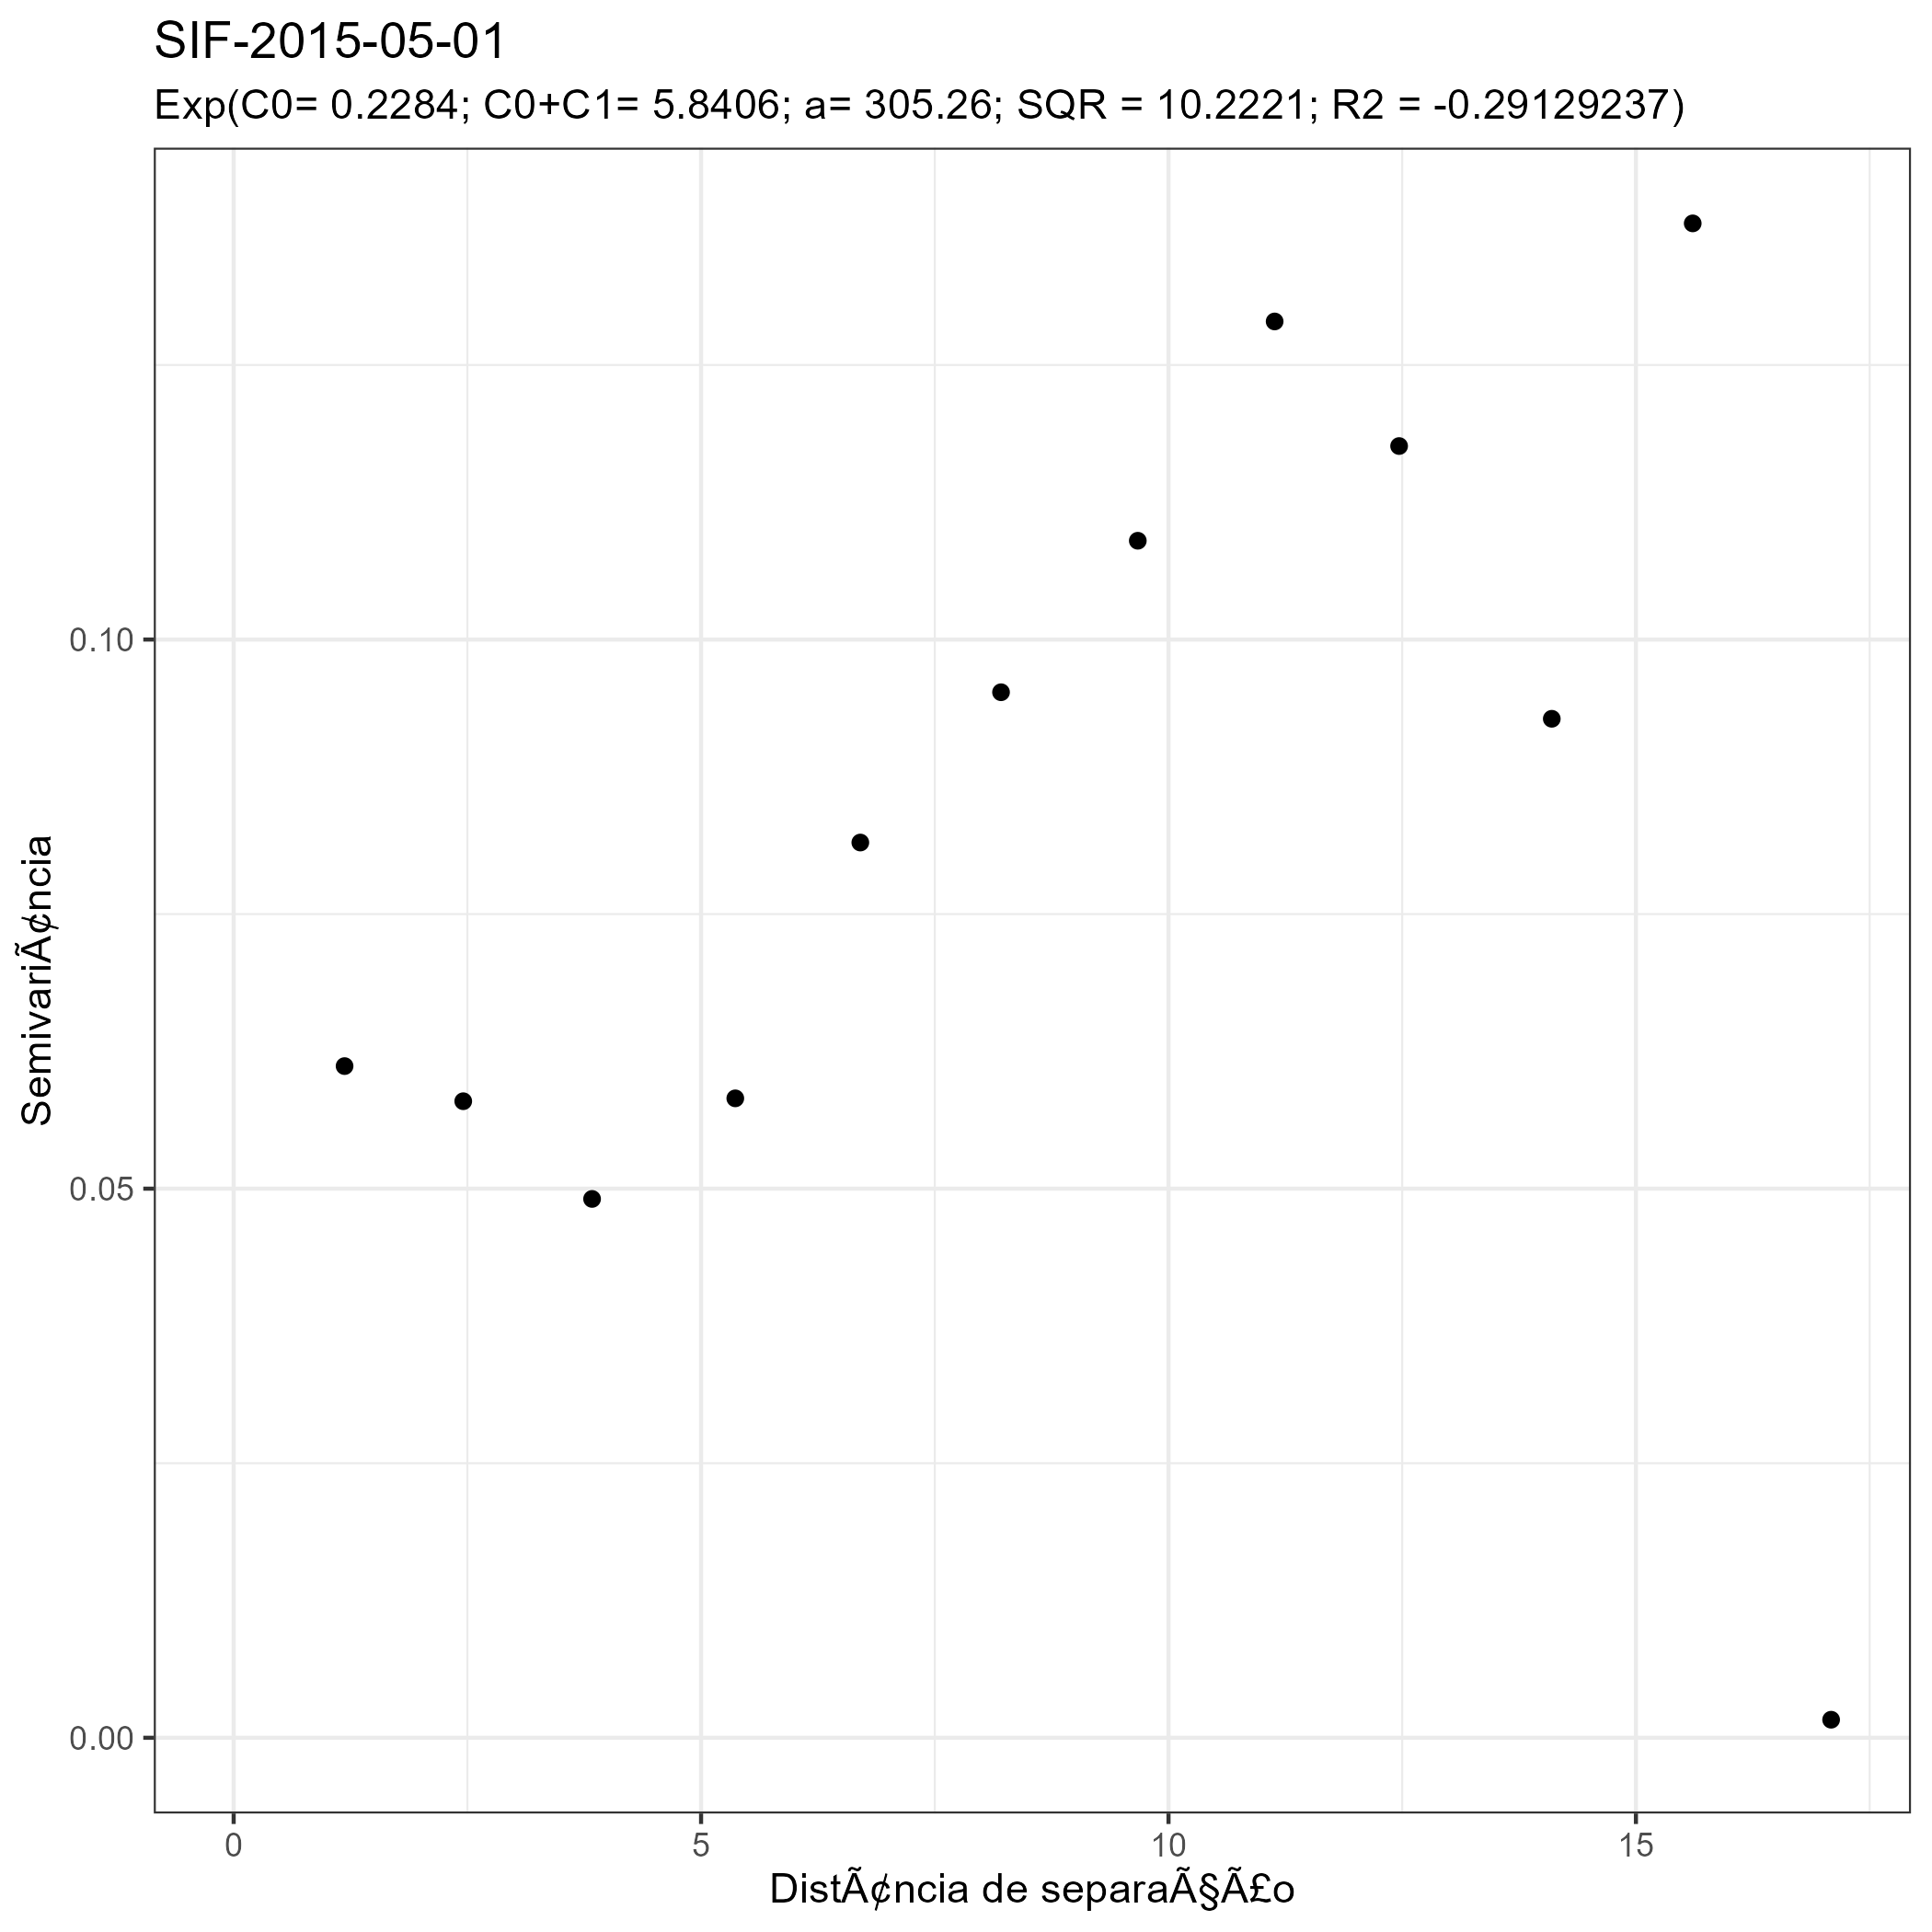 SIF-2015-05-01
Exp(C0= 0.2284; C0+C1= 5.8406; a= 305.26; SQR = 10.2221; R2 = -0.29129237)
SemivariÃ¢ncia
0.10
0.05
0.00
0
5
10
15
DistÃ¢ncia de separaÃ§Ã£o